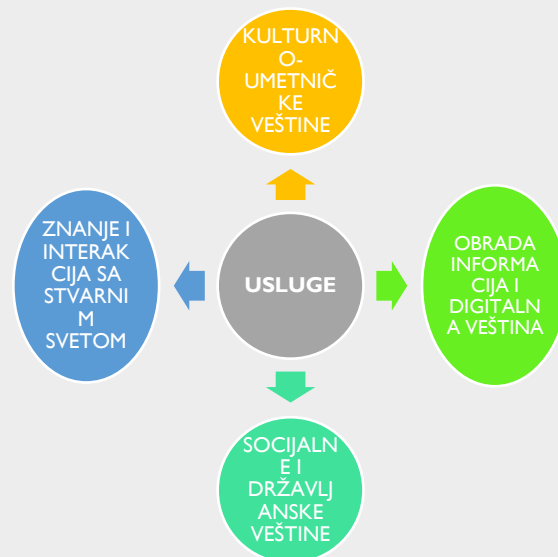 KULTURN
O-
UMETNIČ
KE
VEŠTINE
ZNANJE I
INTERAK
CIJA SA
STVARNI
M
SVETOM
USLUGE
OBRADA
INFORMA
CIJA I
DIGITALN
A VEŠTINA
SOCIJALN
E I
DRŽAVLJ
ANSKE
VEŠTINE